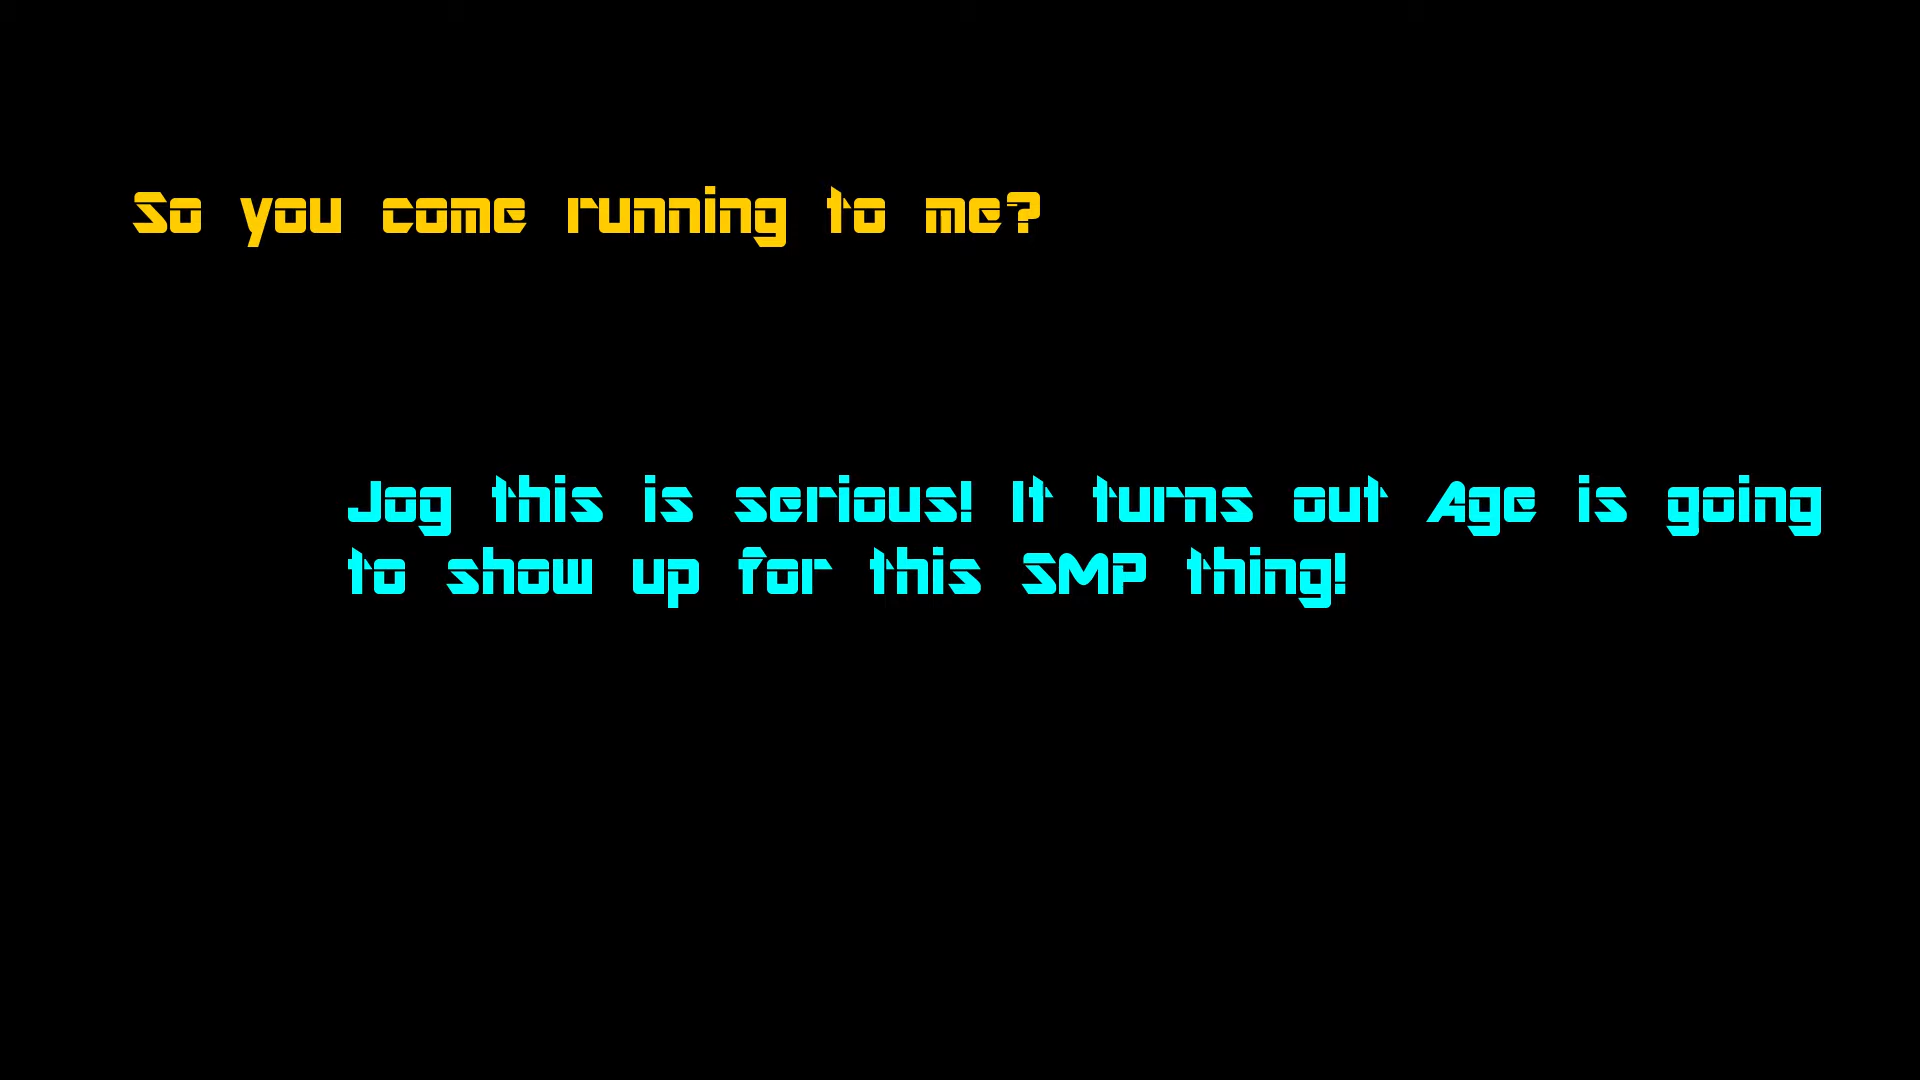 So you come running to me?
Jog this is serious! It turns out Age is going
to show up for this SMP thing!